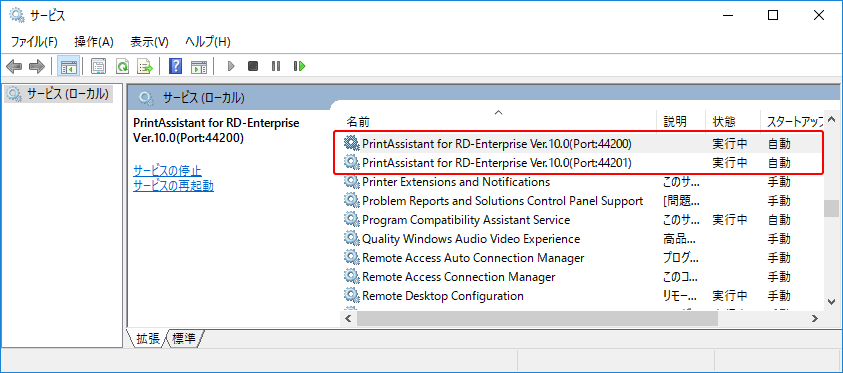 サービス
ファイル(F) 操作(A) 表示(V) ヘルプ(H)
サービス (ローカル)
サービス (ローカル)
PrintAssistant for RD-Enterprise
Ver.10.0(Port:44200)
サービスの停止
サービスの再起動
名前 説明 状態 スタートアップ
PrintAssistant for RD-Enterprise Ver.10.0(Port:44200) 実行中 自動
PrintAssistant for RD-Enterprise Ver.10.0(Port:44201) 実行中 自動
Printer Extensions and Notifications このサ... 手動
Problem Reports and Solutions Control Panel Support [問題... 手動
Program Compatibility Assistant Service このサ... 実行中 自動
Quality Windows Audio Video Experience 高品... 手動
Remote Access Auto Connection Manager プログ... 手動
Remote Access Connection Manager このコ... 手動
Remote Desktop Configuration リモー... 実行中 手動
拡張 標準